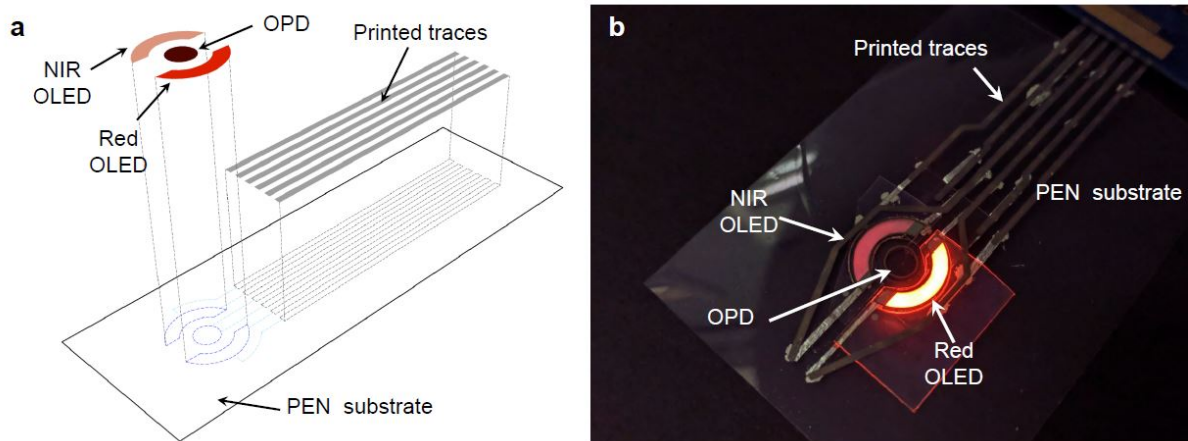 a
OPD
Printed traces
NIR
OLED
Red
OLED
PEN substrate
b
Printed traces
NIR
OLED
PEN substrate
OPD
Red
OLED